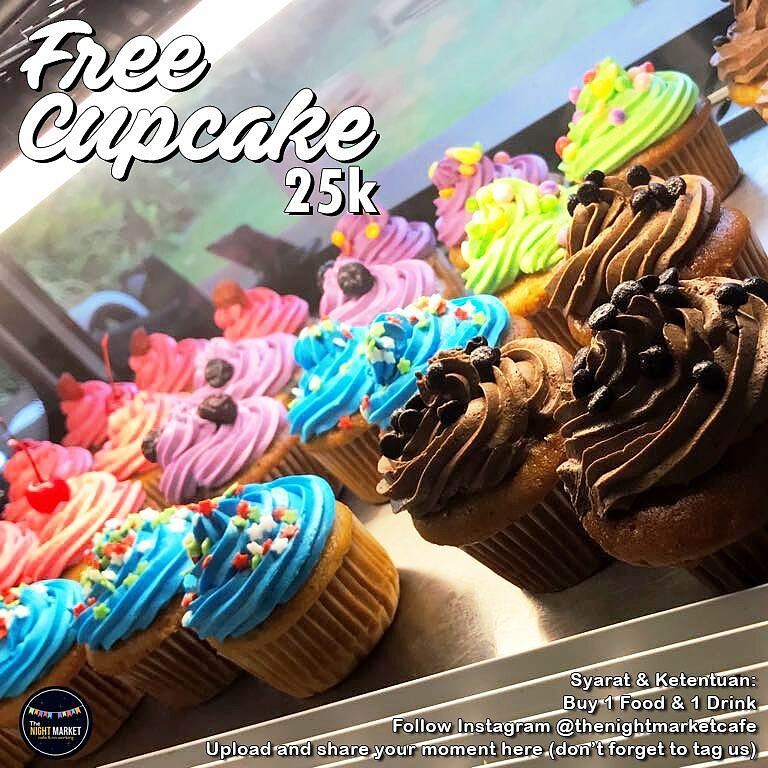 Free
Cupcake
25k
Syarat & Ketentuan:
Buy 1 Food & 1 Drink
Follow Instagram @thenightmarketcafe
Upload and share your moment here (don't forget to tag us)
The
NIGHT MARKET